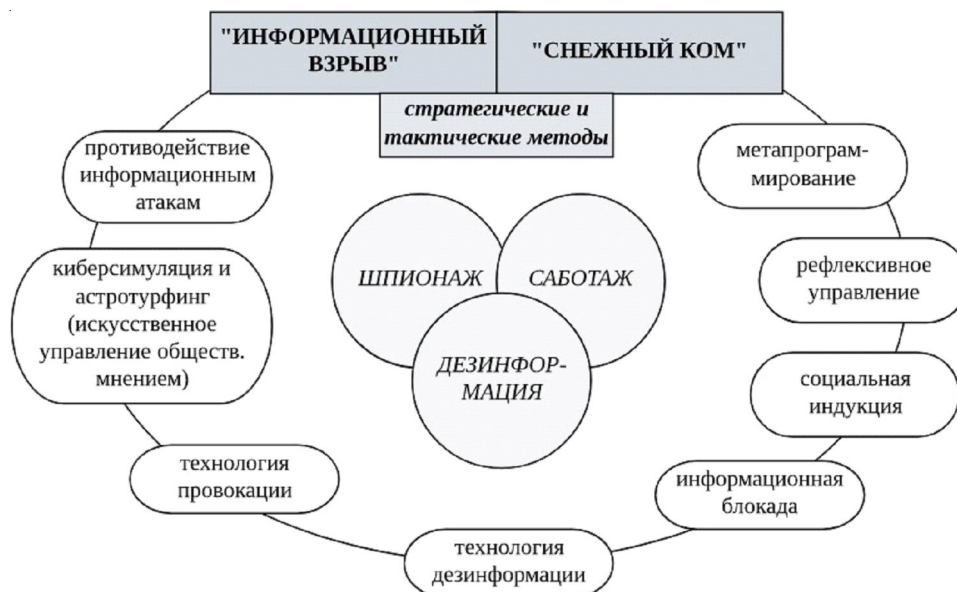 "ИНФОРМАЦИОННЫЙ
ВЗРЫВ"
"СНЕЖНЫЙ КОМ"
стратегические и
тактические методы
противодействие
информационным
атакам
метапрограм-
мирование
киберсимуляция и
астротурфинг
(искусственное
управление обществ.
мнением)
ШПИОНАЖ
САБОТАЖ
ДЕЗИНФОР-
МАЦИЯ
рефлексивное
управление
социальная
индукция
технология
провокации
информационная
блокада
технология
дезинформации